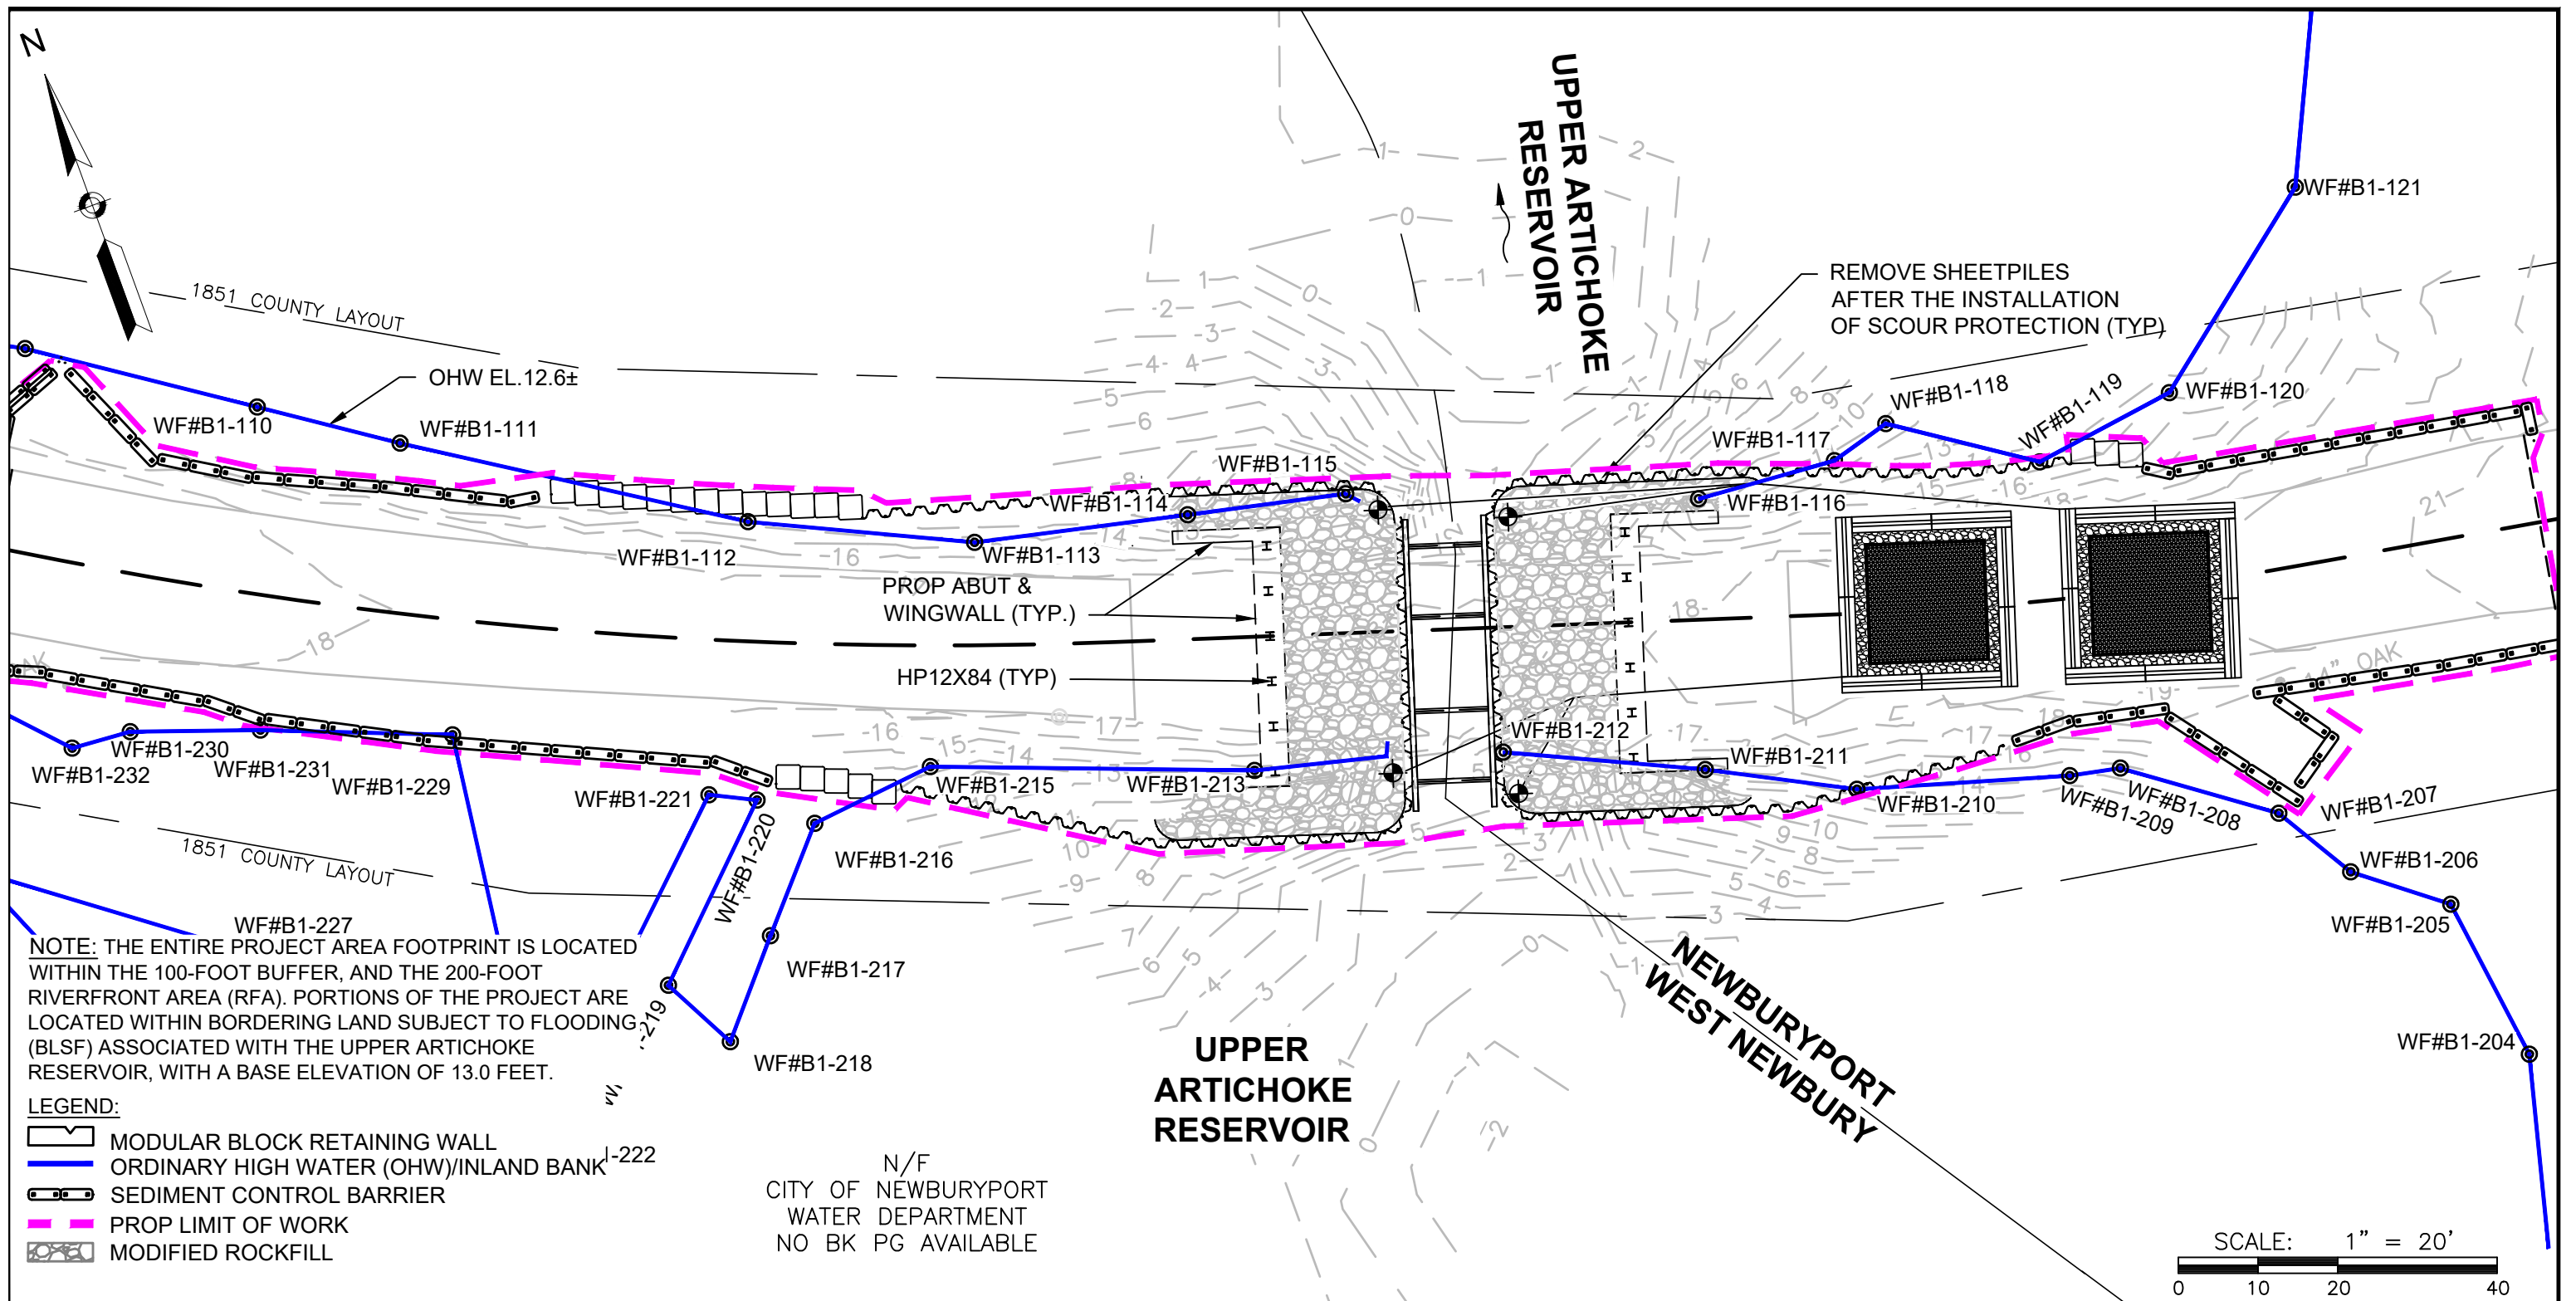 N
UPPER ARTICHOKE
RESERVOIR
1851 COUNTY LAYOUT
OHW EL.12.6±
REMOVE SHEETPILES
AFTER THE INSTALLATION
OF SCOUR PROTECTION (TYP)
WF#B1-121
WF#B1-120
WF#B1-119
WF#B1-118
WF#B1-117
WF#B1-116
WF#B1-115
WF#B1-114
WF#B1-113
WF#B1-112
WF#B1-111
WF#B1-110
PROP ABUT &
WINGWALL (TYP.)
HP12X84 (TYP)
11" OAK
WF#B1-232
WF#B1-230
WF#B1-231
WF#B1-229
WF#B1-221
WF#B1-220
WF#B1-215
WF#B1-213
WF#B1-212
WF#B1-211
WF#B1-210
WF#B1-209
WF#B1-208
WF#B1-207
WF#B1-206
WF#B1-205
WF#B1-204
WF#B1-216
WF#B1-217
WF#B1-218
-219
1851 COUNTY LAYOUT
WF#B1-227
NOTE: THE ENTIRE PROJECT AREA FOOTPRINT IS LOCATED
WITHIN THE 100-FOOT BUFFER, AND THE 200-FOOT
RIVERFRONT AREA (RFA). PORTIONS OF THE PROJECT ARE
LOCATED WITHIN BORDERING LAND SUBJECT TO FLOODING
(BLSF) ASSOCIATED WITH THE UPPER ARTICHOKE
RESERVOIR, WITH A BASE ELEVATION OF 13.0 FEET.
LEGEND:
MODULAR BLOCK RETAINING WALL
ORDINARY HIGH WATER (OHW)/INLAND BANK
SEDIMENT CONTROL BARRIER
PROP LIMIT OF WORK
MODIFIED ROCKFILL
-222
UPPER
ARTICHOKE
RESERVOIR
N/F
CITY OF NEWBURYPORT
WATER DEPARTMENT
NO BK PG AVAILABLE
NEWBURYPORT
WEST NEWBURY
SCALE: 1" = 20'
0 10 20 40